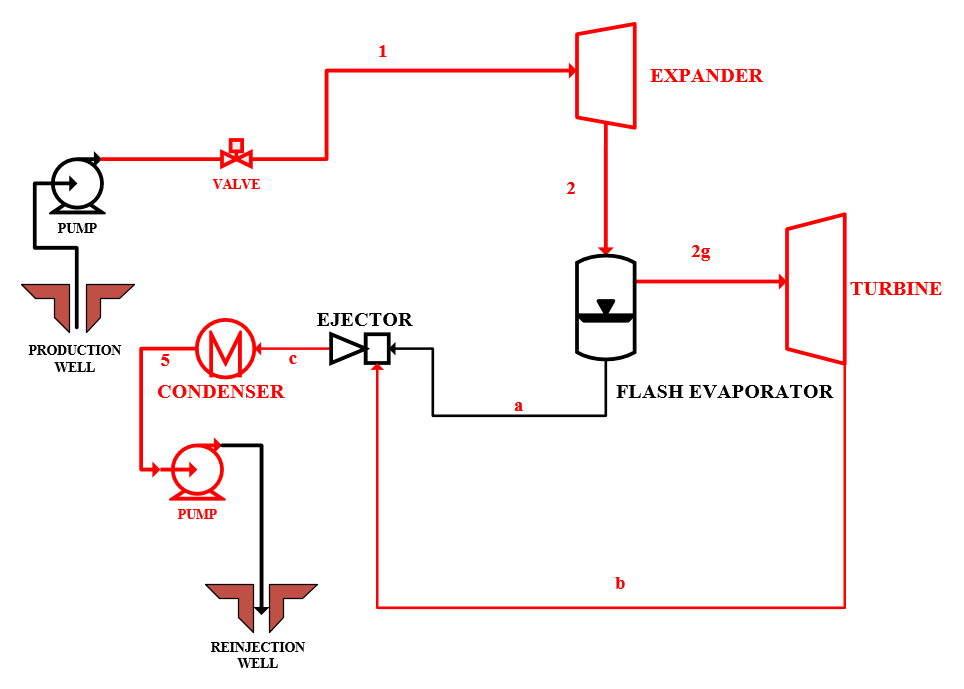 1
EXPANDER
VALVE
2
PUMP
2g
TURBINE
EJECTOR
PRODUCTION
WELL
5
c
CONDENSER
FLASH EVAPORATOR
a
PUMP
b
REINJECTION
WELL